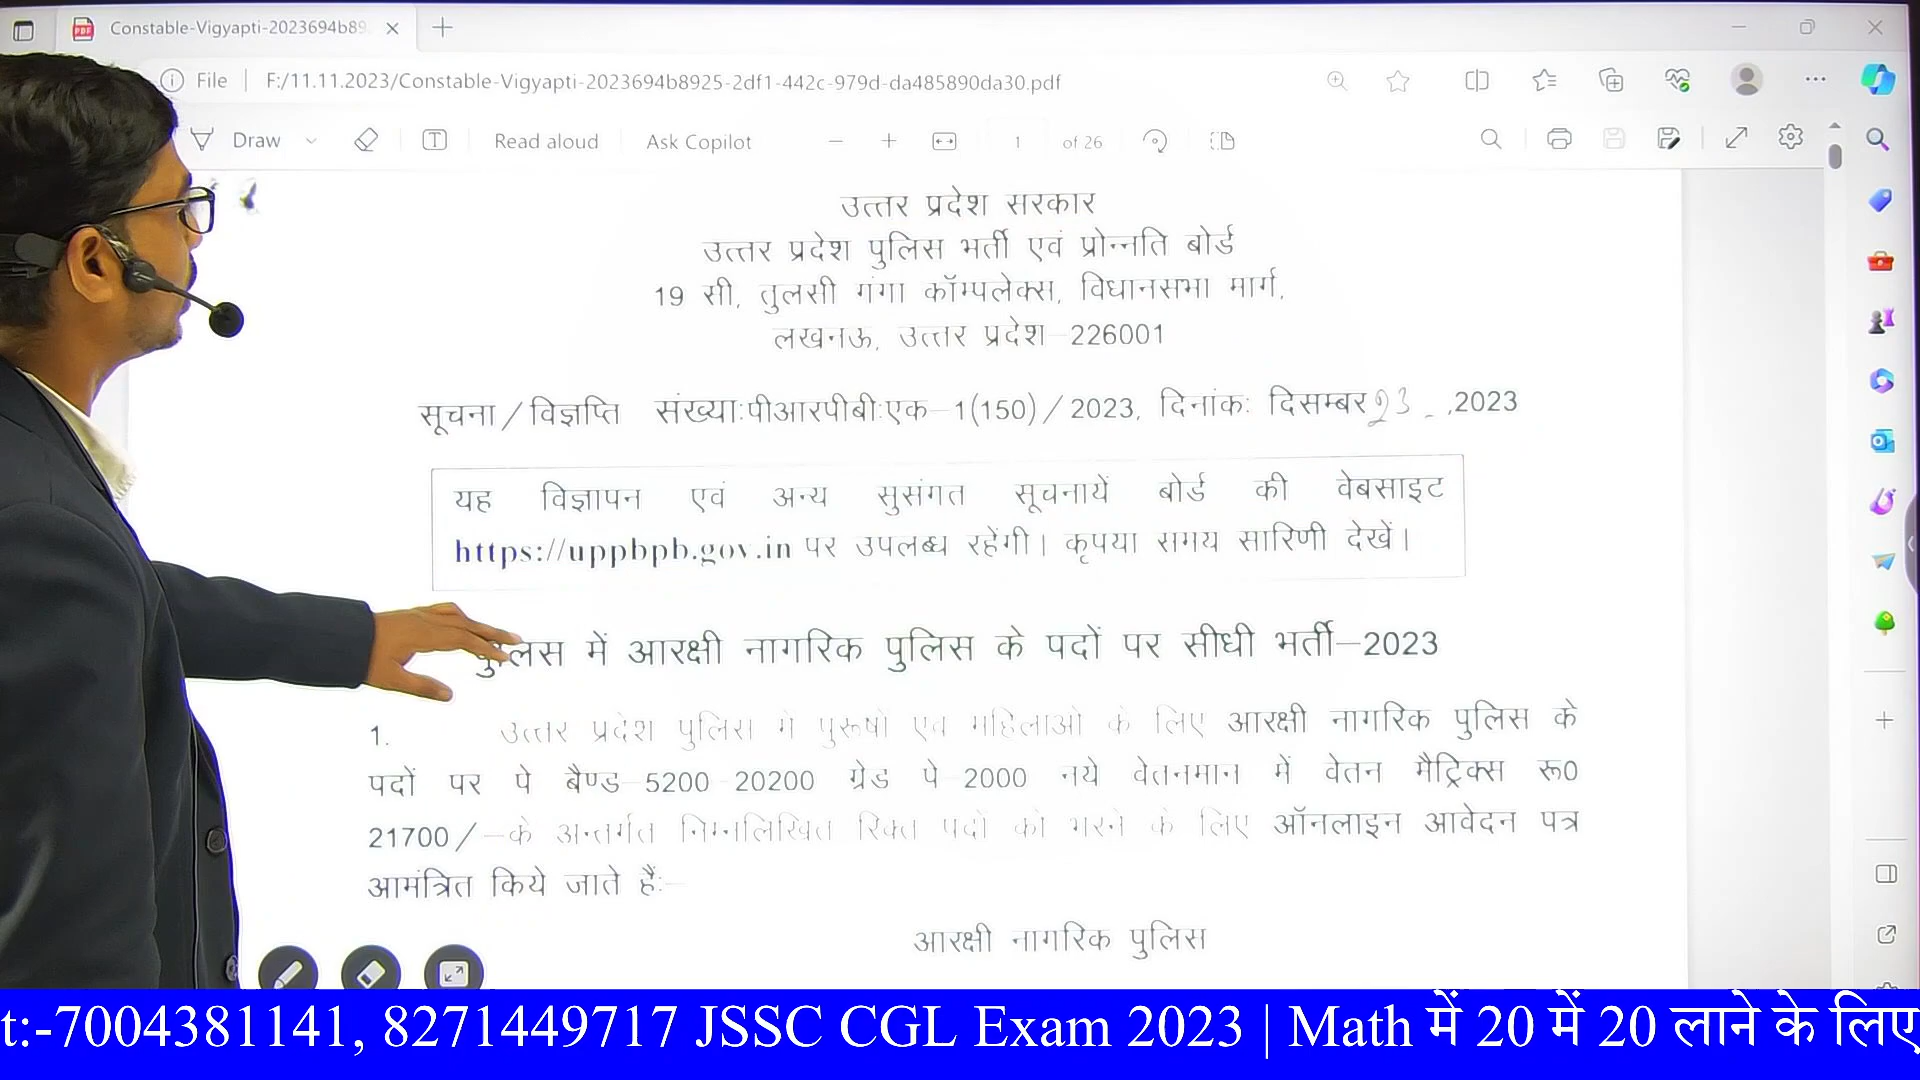 Constable-Vigyapti-2023694b89
File F:/11.11.2023/Constable-Vigyapti-2023694b8925-2df1-442c-979d-da485890da30.pdf
Draw Read aloud Ask Copilot 1 of 26
उत्तर प्रदेश सरकार
उत्तर प्रदेश पुलिस भर्ती एवं प्रोन्नति बोर्ड
19 सी, तुलसी गंगा कॉम्पलेक्स, विधानसभा मार्ग,
लखनऊ, उत्तर प्रदेश-226001
सूचना/विज्ञप्ति संख्या:पीआरपीबी:एक-1(150)/2023, दिनांक: दिसम्बर 23 ,2023
यह विज्ञापन एवं अन्य सुसंगत सूचनायें बोर्ड की वेबसाइट
https://uppbpb.gov.in पर उपलब्ध रहेंगी। कृपया समय सारिणी देखें।
पुलिस में आरक्षी नागरिक पुलिस के पदों पर सीधी भर्ती-2023
1. उत्तर प्रदेश पुलिस में पुरूषों एवं महिलाओं के लिए आरक्षी नागरिक पुलिस के
पदों पर पे बैण्ड-5200-20200 ग्रेड पे-2000 नये वेतनमान में वेतन मैट्रिक्स रू0
21700/-के अन्तर्गत निम्नलिखित रिक्त पदों को भरने के लिए ऑनलाइन आवेदन पत्र
आमंत्रित किये जाते हैं:-
आरक्षी नागरिक पुलिस
t:-7004381141, 8271449717 JSSC CGL Exam 2023 | Math में 20 में 20 लाने के लिए